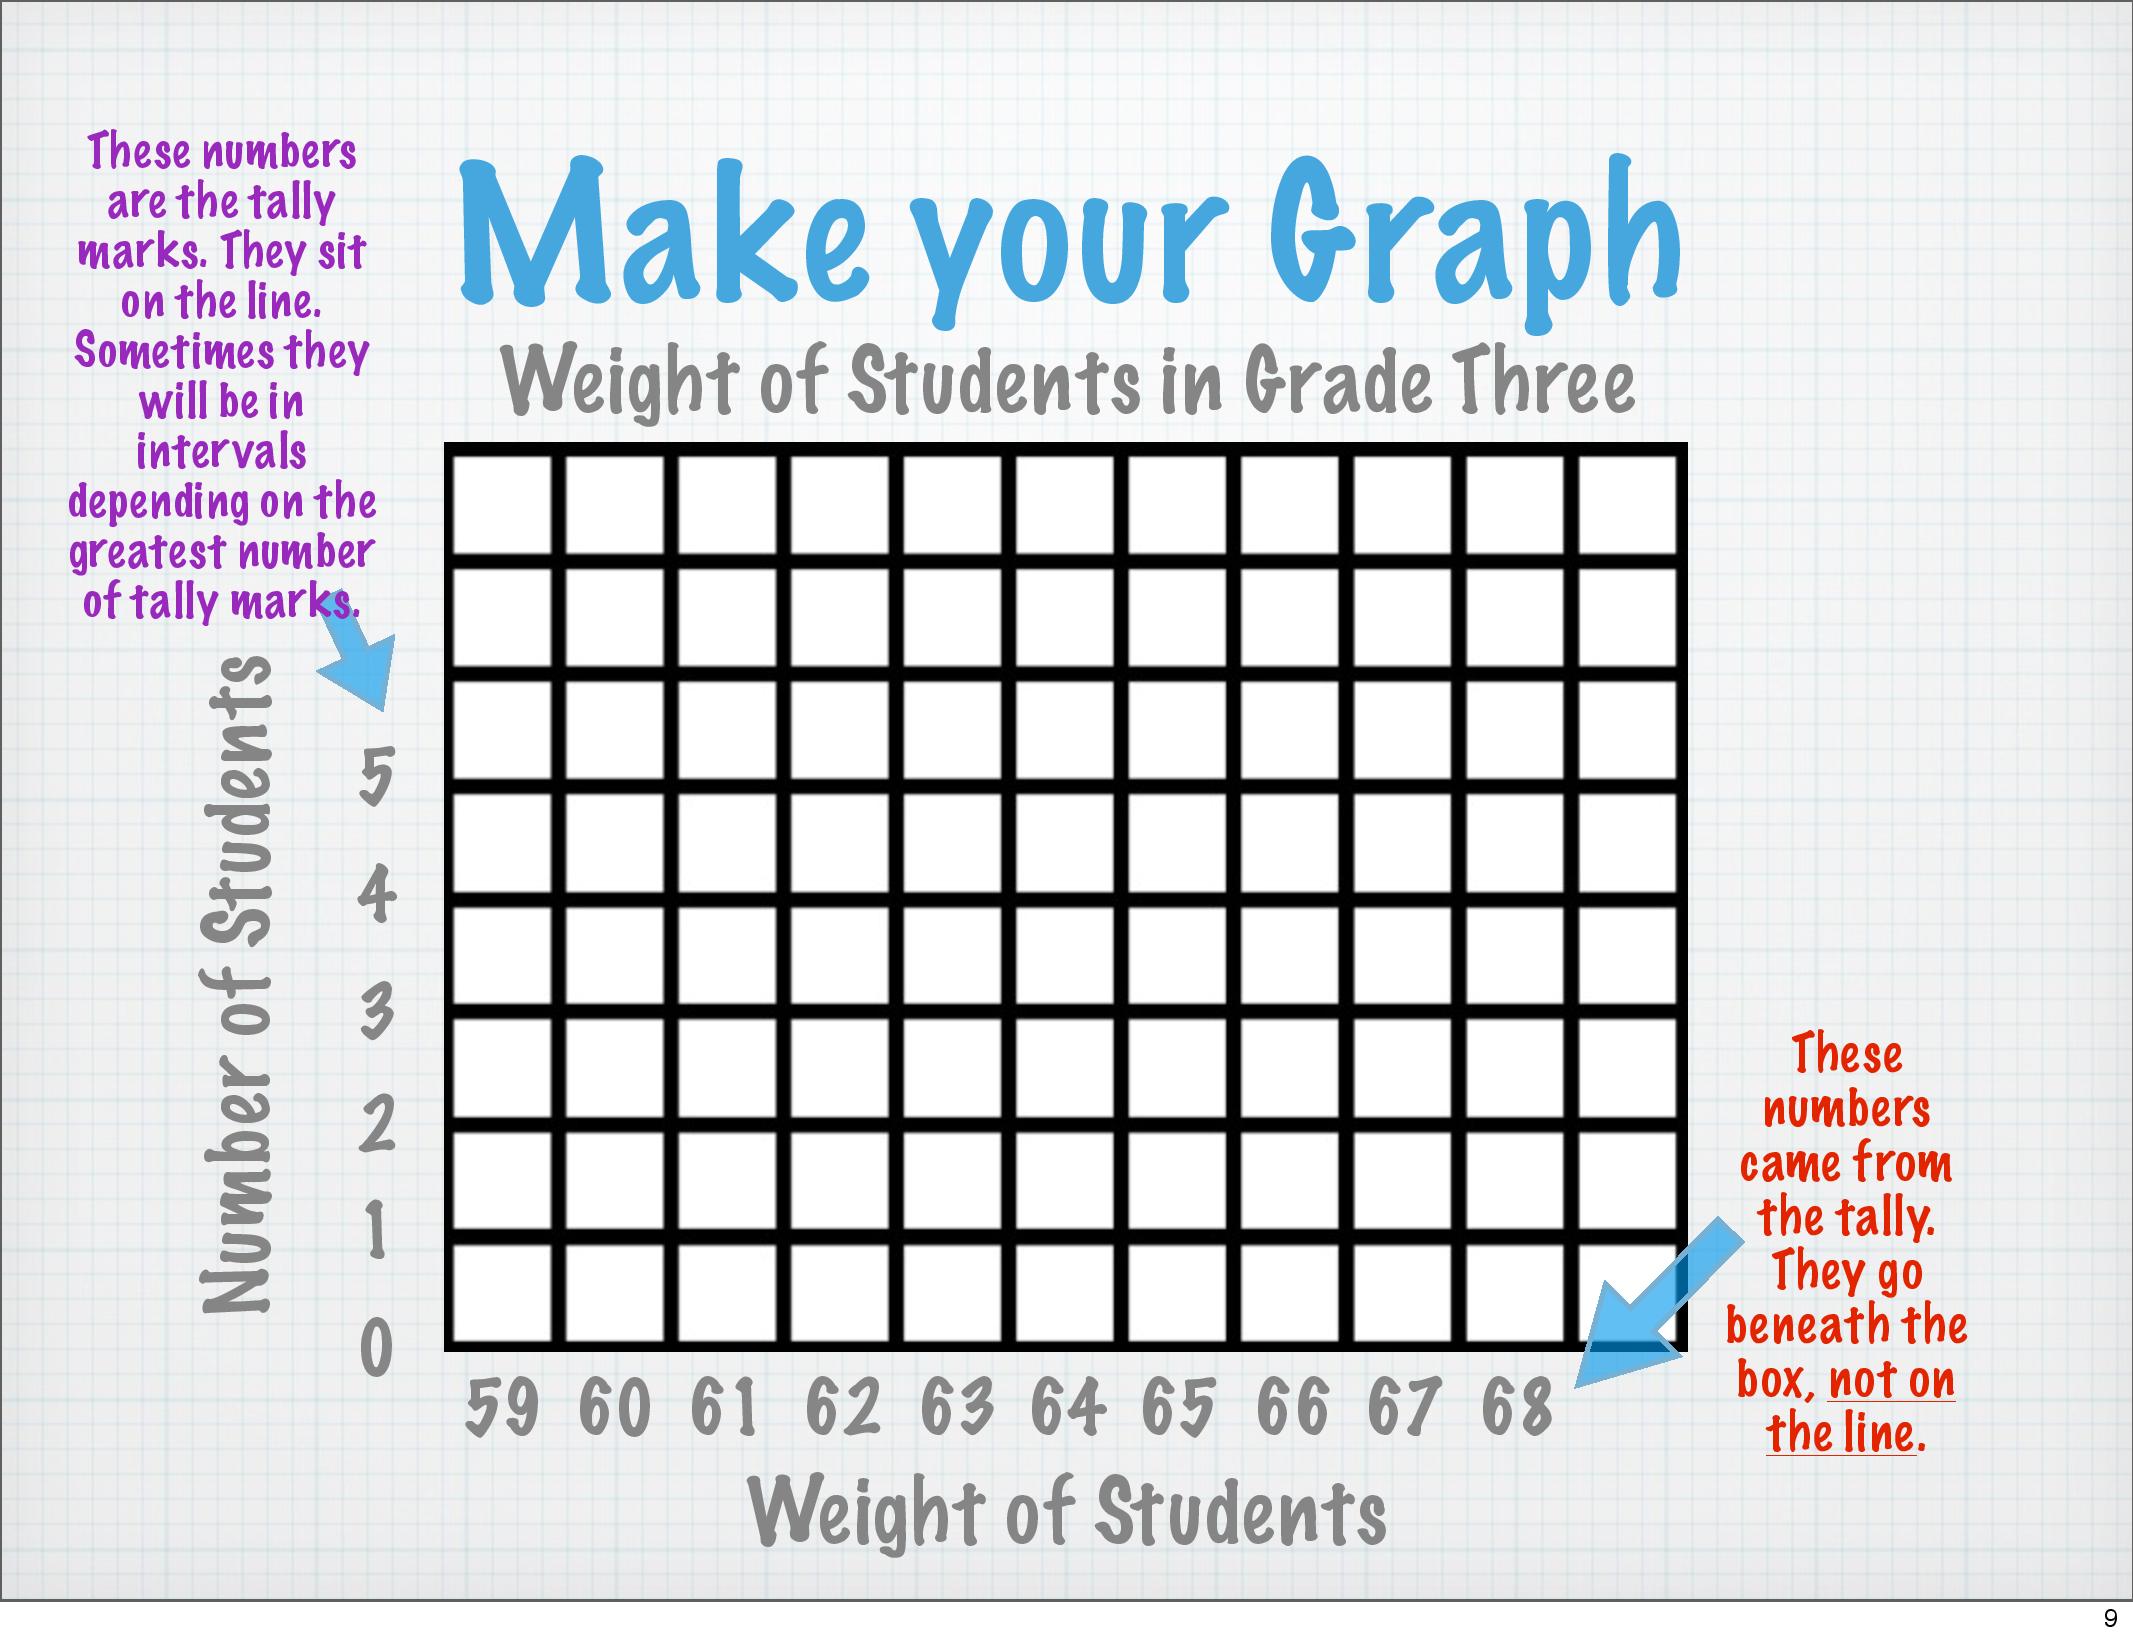 These numbers
are the tally
marks. They sit
on the line.
Sometimes they
will be in
intervals
depending on the
greatest number
of tally marks.
Make your Graph
Weight of Students in Grade Three
Number of Students
5
4
3
2
1
0
59 60 61 62 63 64 65 66 67 68
Weight of Students
These
numbers
came from
the tally.
They go
beneath the
box, not on
the line.
9